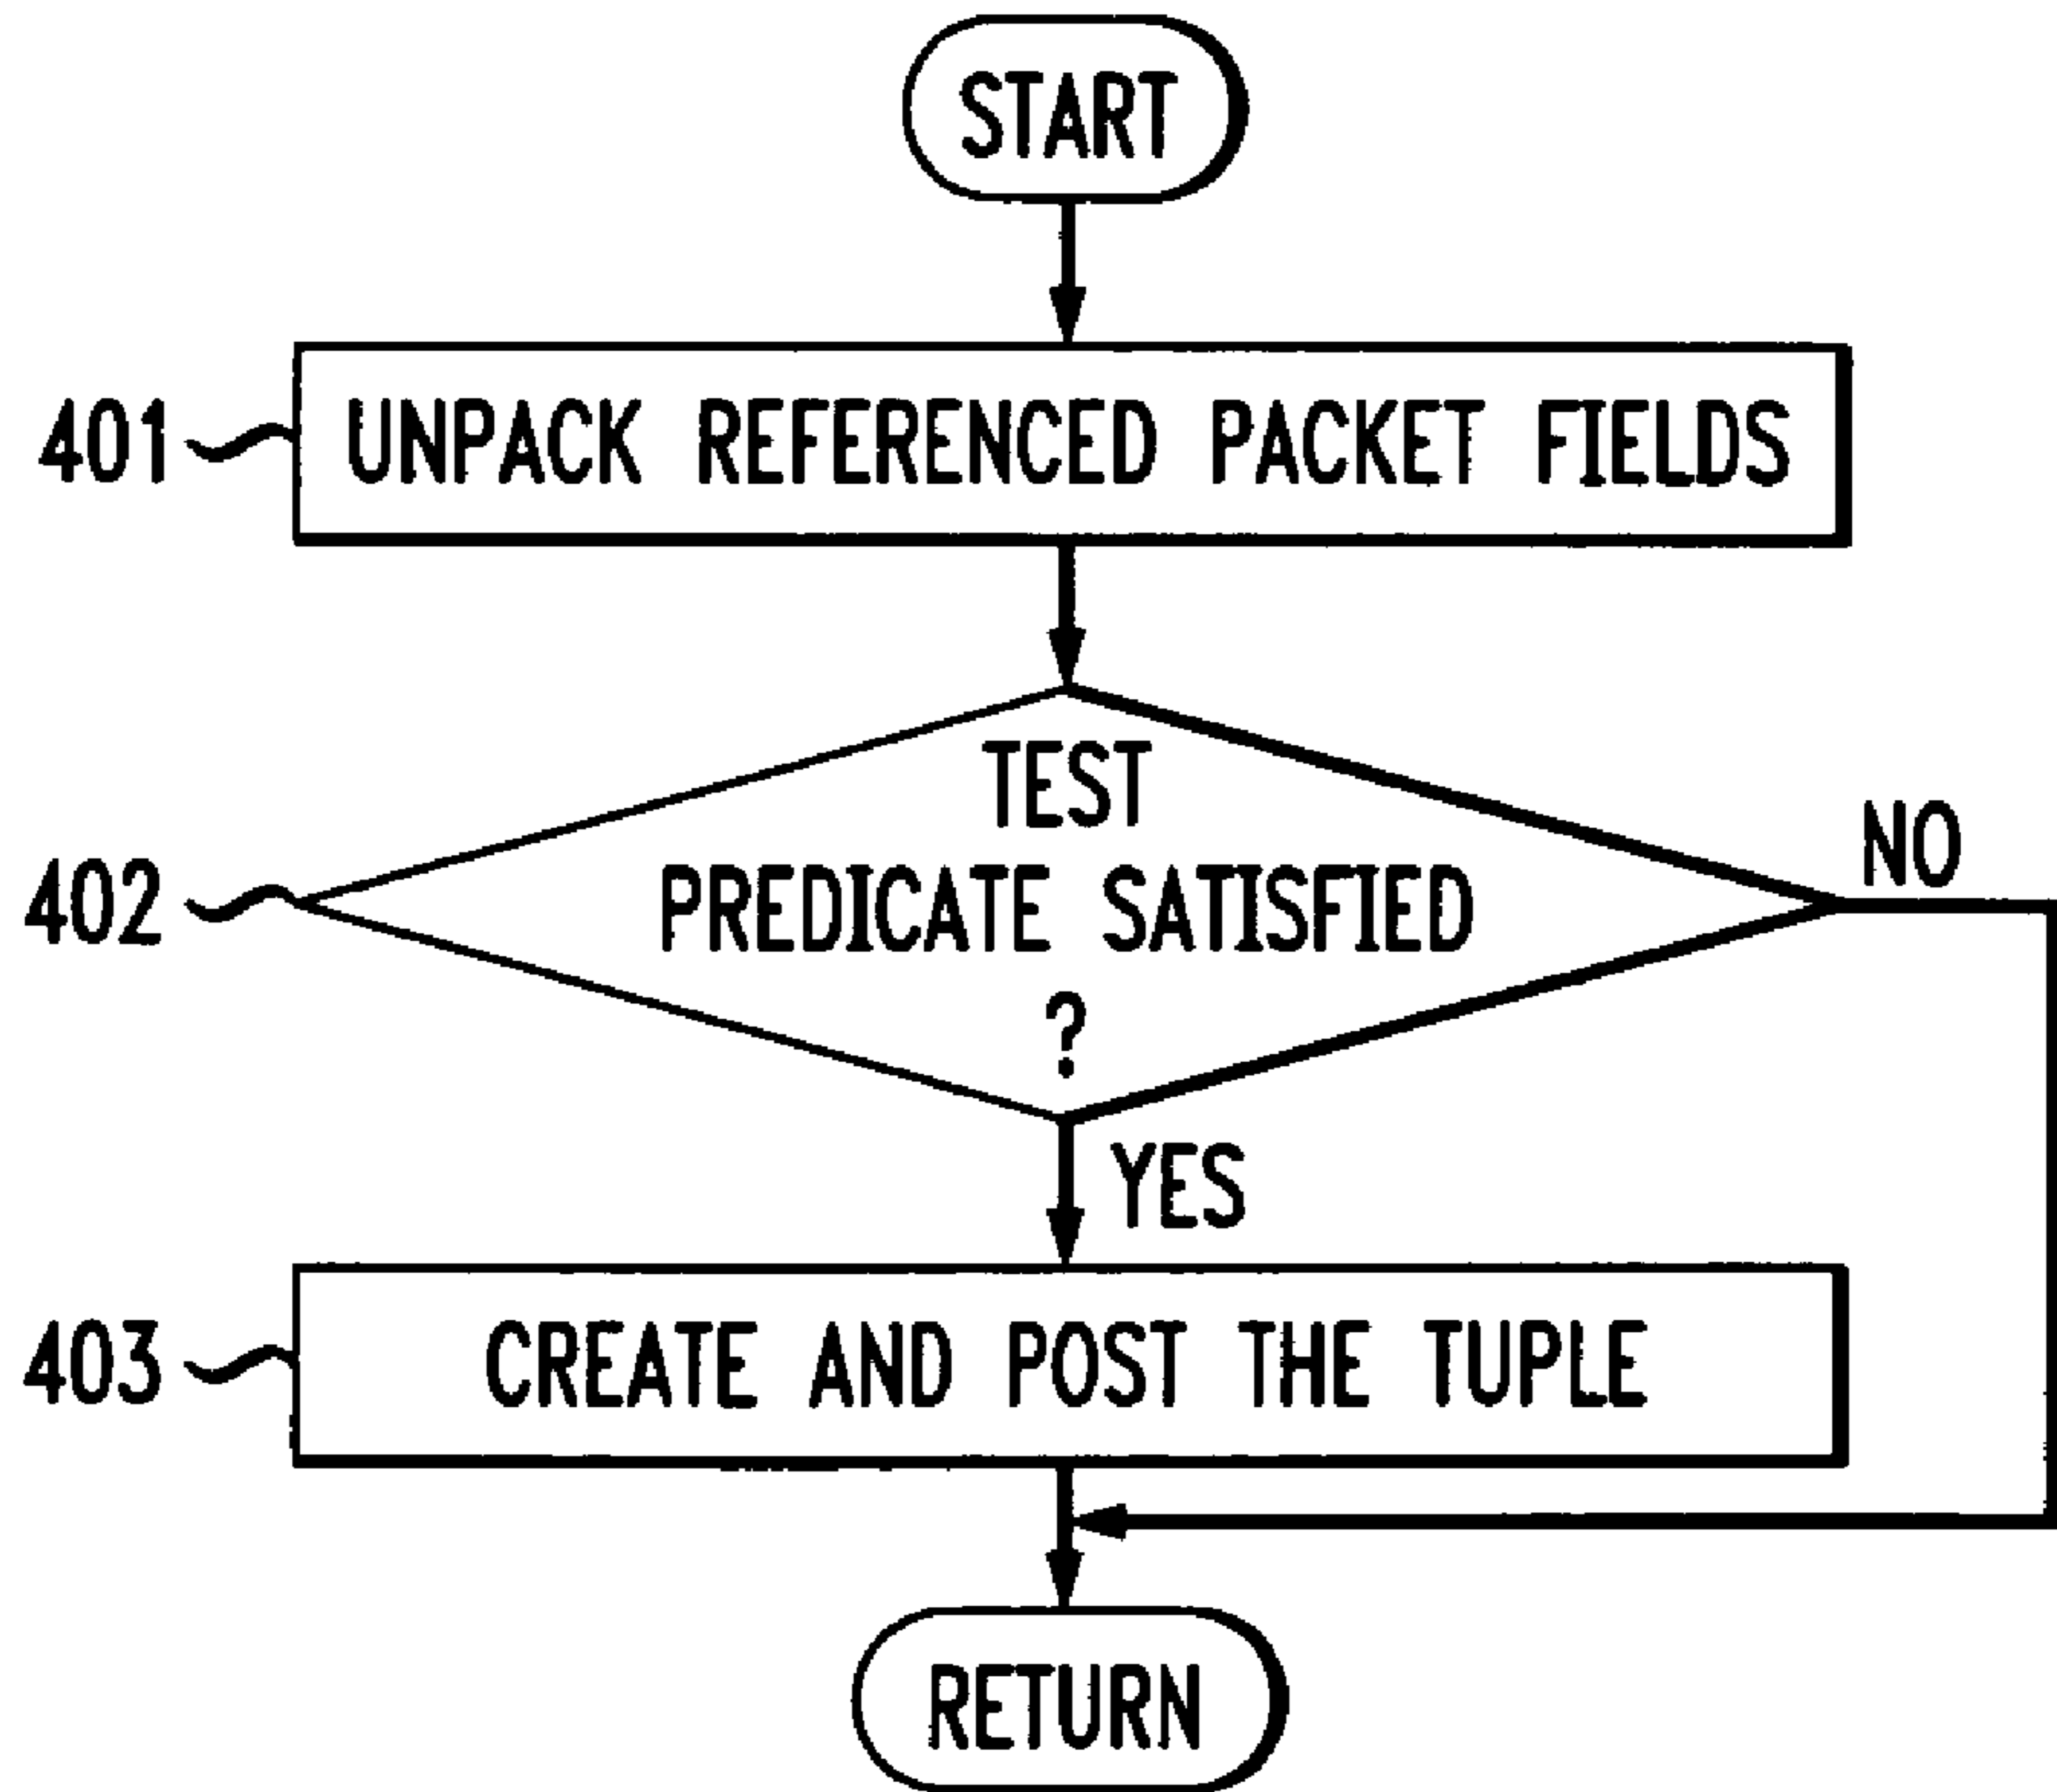 START
401 UNPACK REFERENCED PACKET FIELDS
TEST
NO
402 PREDICATE SATISFIED
?
YES
403 CREATE AND POST THE TUPLE
RETURN